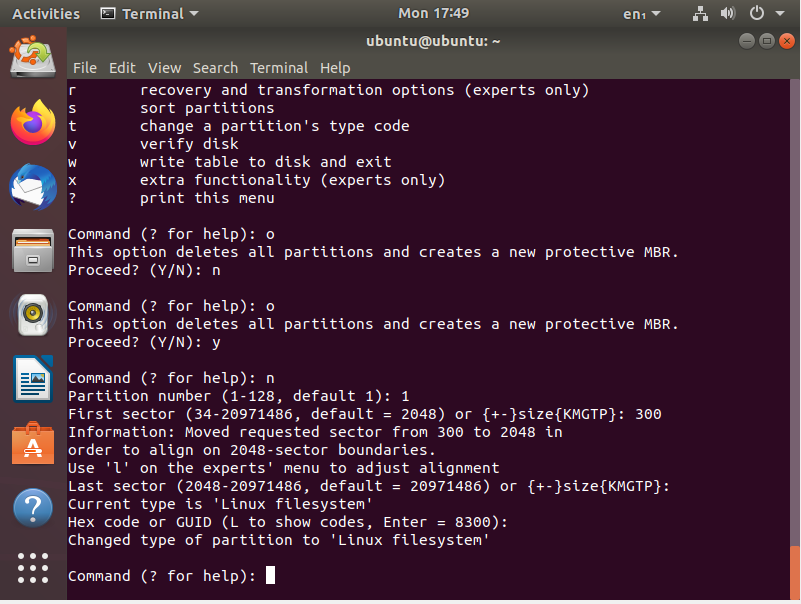 Activities Terminal Mon 17:49 en₁
ubuntu@ubuntu: ~
File Edit View Search Terminal Help
r recovery and transformation options (experts only)
s sort partitions
t change a partition's type code
v verify disk
w write table to disk and exit
x extra functionality (experts only)
? print this menu
Command (? for help): o
This option deletes all partitions and creates a new protective MBR.
Proceed? (Y/N): n
Command (? for help): o
This option deletes all partitions and creates a new protective MBR.
Proceed? (Y/N): y
Command (? for help): n
Partition number (1-128, default 1): 1
First sector (34-20971486, default = 2048) or {+-}size{KMGTP}: 300
Information: Moved requested sector from 300 to 2048 in
order to align on 2048-sector boundaries.
Use 'l' on the experts' menu to adjust alignment
Last sector (2048-20971486, default = 20971486) or {+-}size{KMGTP}:
Current type is 'Linux filesystem'
Hex code or GUID (L to show codes, Enter = 8300):
Changed type of partition to 'Linux filesystem'
Command (? for help):